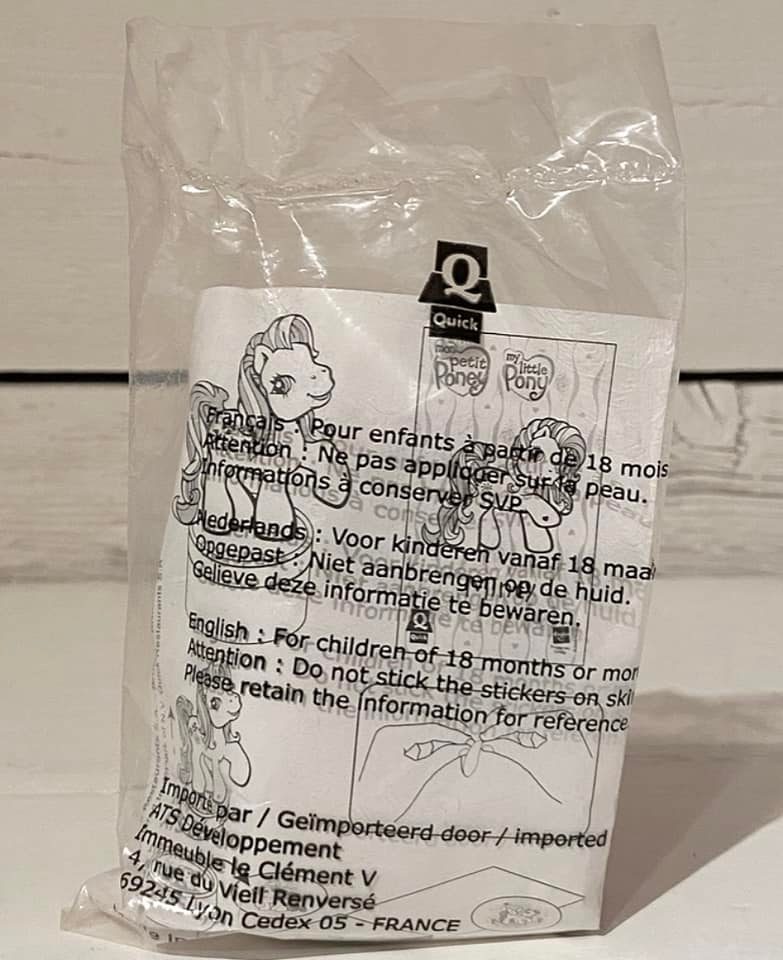 Q
Quick
mon petit Poney
my little Pony
Français : Pour enfants à partir de 18 mois
Attention : Ne pas appliquer sur la peau.
Informations à conserver SVP
Nederlands : Voor kinderen vanaf 18 maa
Opgepast : Niet aanbrengen op de huid.
Gelieve deze informatie te bewaren.
English : For children of 18 months or mor
Attention : Do not stick the stickers on ski
Please retain the information for reference
Import par / Geïmporteerd door / imported
ATS Développement
Immeuble le Clément V
4, rue du Vieil Renversé
69245 Lyon Cedex 05 - FRANCE